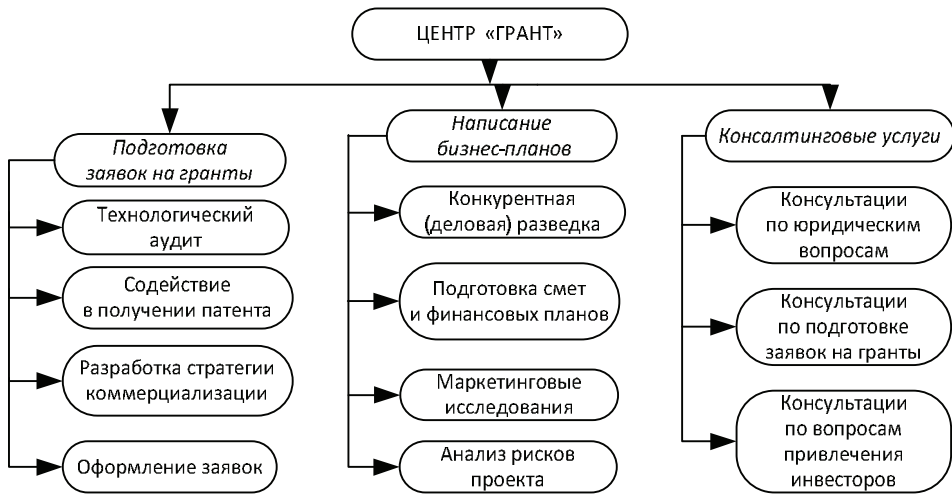 ЦЕНТР «ГРАНТ»
Подготовка
заявок на гранты
Технологический
аудит
Содействие
в получении патента
Разработка стратегии
коммерциализации
Оформление заявок
Написание
бизнес-планов
Конкурентная
(деловая) разведка
Подготовка смет
и финансовых планов
Маркетинговые
исследования
Анализ рисков
проекта
Консалтинговые услуги
Консультации
по юридическим
вопросам
Консультации
по подготовке
заявок на гранты
Консультации
по вопросам
привлечения
инвесторов